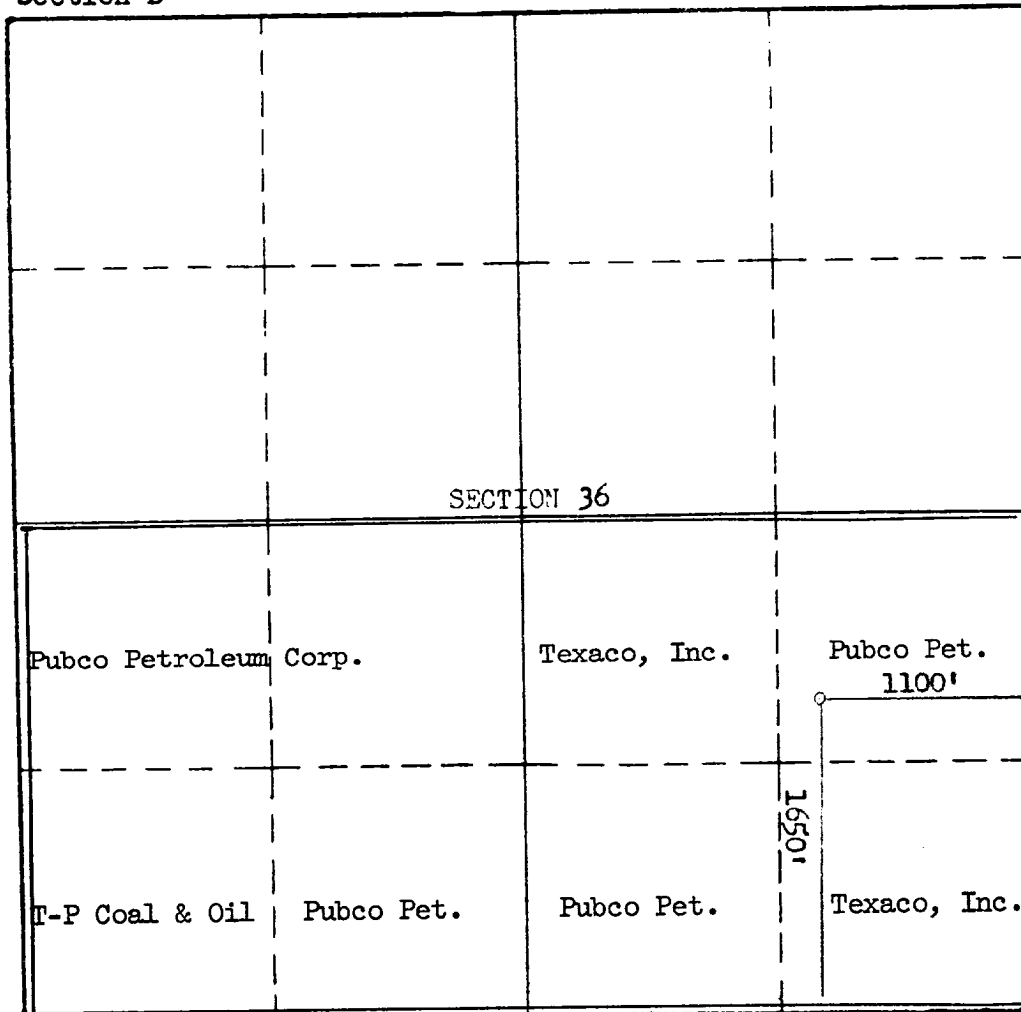 Section B
SECTION 36
Pubco Petroleum Corp.
Texaco, Inc.
Pubco Pet.
1100'
1650'
T-P Coal & Oil
Pubco Pet.
Pubco Pet.
Texaco, Inc.